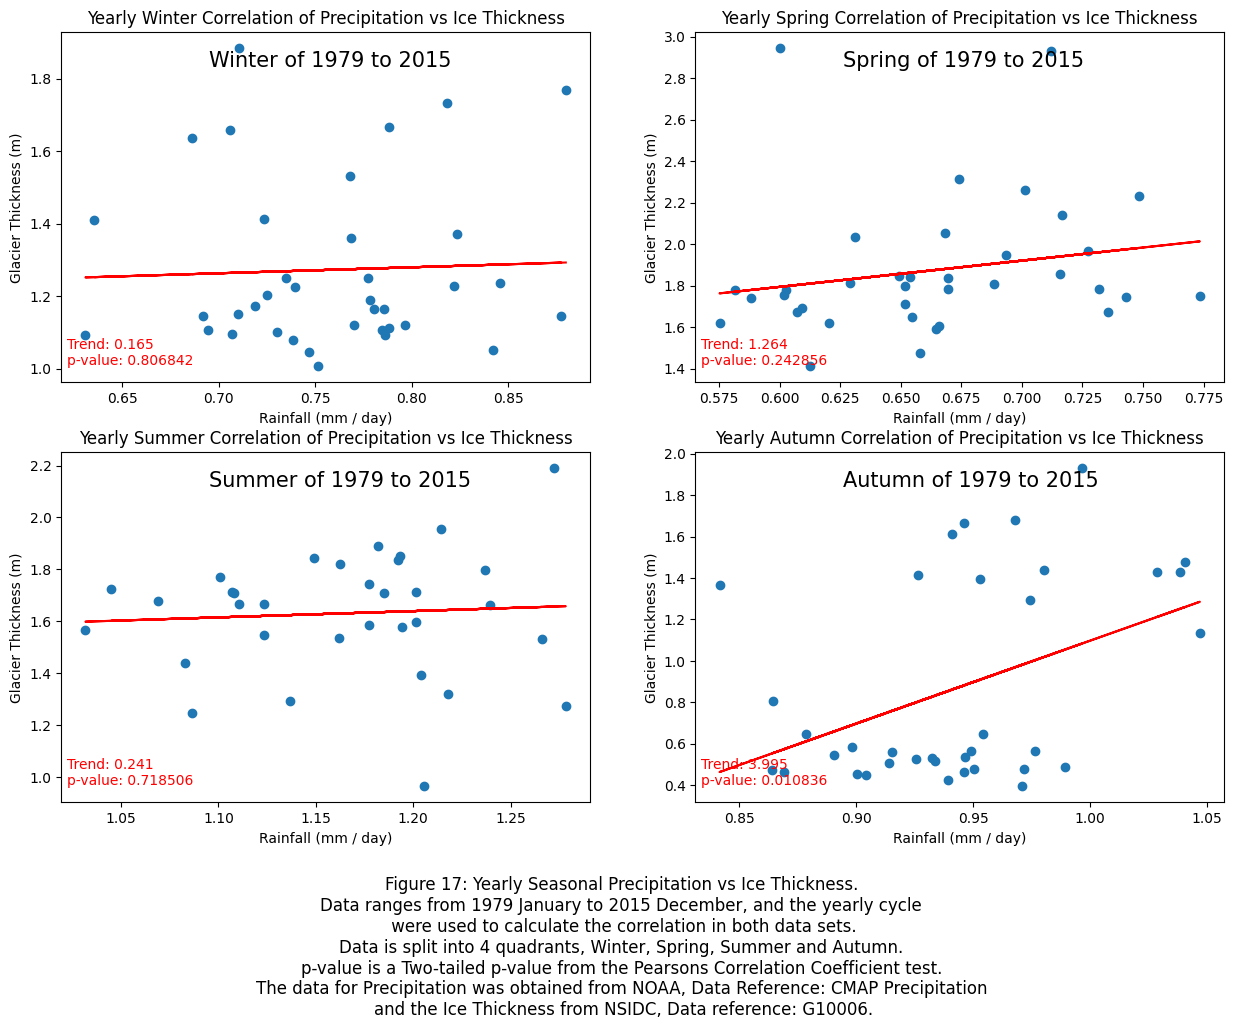 Yearly Winter Correlation of Precipitation vs Ice Thickness
Winter of 1979 to 2015
Glacier Thickness (m)
1.8
1.6
1.4
1.2
1.0
Trend: 0.165
p-value: 0.806842
0.65 0.70 0.75 0.80 0.85
Rainfall (mm / day)
Yearly Spring Correlation of Precipitation vs Ice Thickness
Spring of 1979 to 2015
Glacier Thickness (m)
3.0
2.8
2.6
2.4
2.2
2.0
1.8
1.6
1.4
Trend: 1.264
p-value: 0.242856
0.575 0.600 0.625 0.650 0.675 0.700 0.725 0.750 0.775
Rainfall (mm / day)
Yearly Summer Correlation of Precipitation vs Ice Thickness
Summer of 1979 to 2015
Glacier Thickness (m)
2.2
2.0
1.8
1.6
1.4
1.2
1.0
Trend: 0.241
p-value: 0.718506
1.05 1.10 1.15 1.20 1.25
Rainfall (mm / day)
Yearly Autumn Correlation of Precipitation vs Ice Thickness
Autumn of 1979 to 2015
Glacier Thickness (m)
2.0
1.8
1.6
1.4
1.2
1.0
0.8
0.6
0.4
Trend: 3.995
p-value: 0.010836
0.85 0.90 0.95 1.00 1.05
Rainfall (mm / day)
Figure 17: Yearly Seasonal Precipitation vs Ice Thickness.
Data ranges from 1979 January to 2015 December, and the yearly cycle
were used to calculate the correlation in both data sets.
Data is split into 4 quadrants, Winter, Spring, Summer and Autumn.
p-value is a Two-tailed p-value from the Pearsons Correlation Coefficient test.
The data for Precipitation was obtained from NOAA, Data Reference: CMAP Precipitation
and the Ice Thickness from NSIDC, Data reference: G10006.